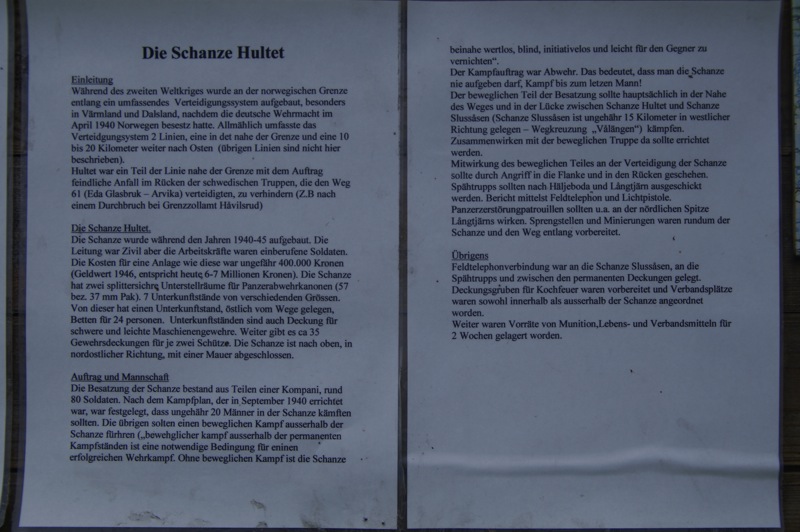 Die Schanze Hultet
Einleitung
Während des zweiten Weltkriges wurde an der norwegischen Grenze
entlang ein umfassendes Verteidigungssystem aufgebaut, besonders
in Värmland und Dalsland, nachdem die deutsche Wehrmacht im
April 1940 Norwegen besestz hatte. Allmählich umfasste das
Verteidgungsystem 2 Linien, eine in det nahe der Grenze und eine 10
bis 20 Kilometer weiter nach Osten (übrigen Linien sind nicht hier
beschrieben).
Hultet war ein Teil der Linie nahe der Grenze mit dem Auftrag
feindliche Anfall im Rücken der schwedischen Truppen, die den Weg
61 (Eda Glasbruk – Arvika) verteidigten, zu verhindern (Z.B nach
einem Durchbruch bei Grenzzollamt Håvilsrud)
Die Schanze Hultet.
Die Schanze wurde während den Jahren 1940-45 aufgebaut. Die
Leitung war Zivil aber die Arbeitskräfte waren einberufene Soldaten.
Die Kosten für eine Anlage wie diese war ungefähr 400.000 Kronen
(Geldwert 1946, entspricht heute 6-7 Millionen Kronen). Die Schanze
hat zwei splittersichre Unterstellräume für Panzerabwehrkanonen (57
bez. 37 mm Pak). 7 Unterkunftstände von verschiedenden Grössen.
Von dieser hat einen Unterkunftstand, östlich vom Wege gelegen,
Betten für 24 personen. Unterkunftständen sind auch Deckung für
schwere und leichte Maschienengewehre. Weiter gibt es ca 35
Gewehrsdeckungen für je zwei Schütze. Die Schanze ist nach oben, in
nordostlicher Richtung, mit einer Mauer abgeschlossen.
Auftrag und Mannschaft
Die Besatzung der Schanze bestand aus Teilen einer Kompani, rund
80 Soldaten. Nach dem Kampfplan, der in September 1940 errichtet
war, war festgelegt, dass ungehähr 20 Männer in der Schanze kämften
sollten. Die übrigen solten einen beweglichen Kampf ausserhalb der
Schanze fürhren („bewehglicher kampf ausserhalb der permanenten
Kampfständen ist eine notwendige Bedingung für eninen
erfolgreichen Wehrkampf. Ohne beweglichen Kampf ist die Schanze
beinahe wertlos, blind, initiativelos und leicht für den Gegner zu
vernichten“.
Der Kampfauftrag war Abwehr. Das bedeutet, dass man die Schanze
nie aufgeben darf, Kampf bis zum letzen Mann!
Der beweglichen Teil der Besatzung sollte hauptsächlich in der Nahe
des Weges und in der Lücke zwischen Schanze Hultet und Schanze
Slussåsen (Schanze Slussåsen ist ungehähr 15 Kilometer in westlicher
Richtung gelegen – Wegkreuzung „Vålängen“) kämpfen.
Zusammenwirken mit der beweglicher Truppe da sollte errichtet
werden.
Mitwirkung des beweglichen Teiles an der Verteidigung der Schanze
sollte durch Angriff in die Flanke und in den Rücken geschehen.
Spähtrupps sollten nach Häljeboda und Långtjärn ausgeschickt
werden. Bericht mittelst Feldtelephon und Lichtpistole.
Panzerzerstörungpatrouillen sollten u.a. an der nördlichen Spitze
Långtjärns wirken. Sprengstellen und Minierungen waren rundum der
Schanze und den Weg entlang vorbereitet.
Übrigens
Feldtelephonverbindung war an die Schanze Slussåsen, an die
Spähtrupps und zwischen den permanenten Deckungen gelegt.
Deckungsgruben für Kochfeuer waren vorbereitet und Verbandsplätze
waren sowohl innerhalb als ausserhalb der Schanze angeordnet
worden.
Weiter waren Vorräte von Munition,Lebens- und Verbandsmitteln für
2 Wochen gelagert worden.